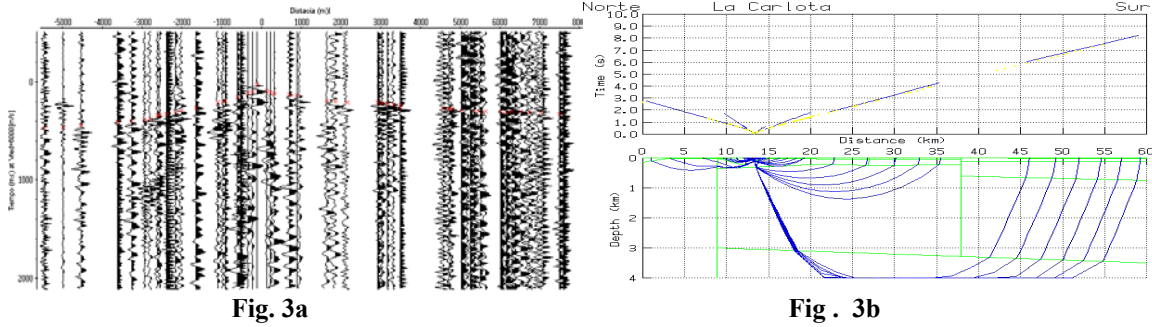 Distasia (m)
-5000 -4000 -3000 -2000 -1000 0 1000 2000 3000 4000 5000 6000 7000 800
0
1000
2000
Fig. 3a
Norte La Carlota Sur
Time (s)
10.0
9.0
8.0
7.0
6.0
5.0
4.0
3.0
2.0
1.0
0.0
0 5 10 15 20 25 30 35 40 45 50 55 60
Distance (km)
Depth (km)
0
1
2
3
4
Fig . 3b